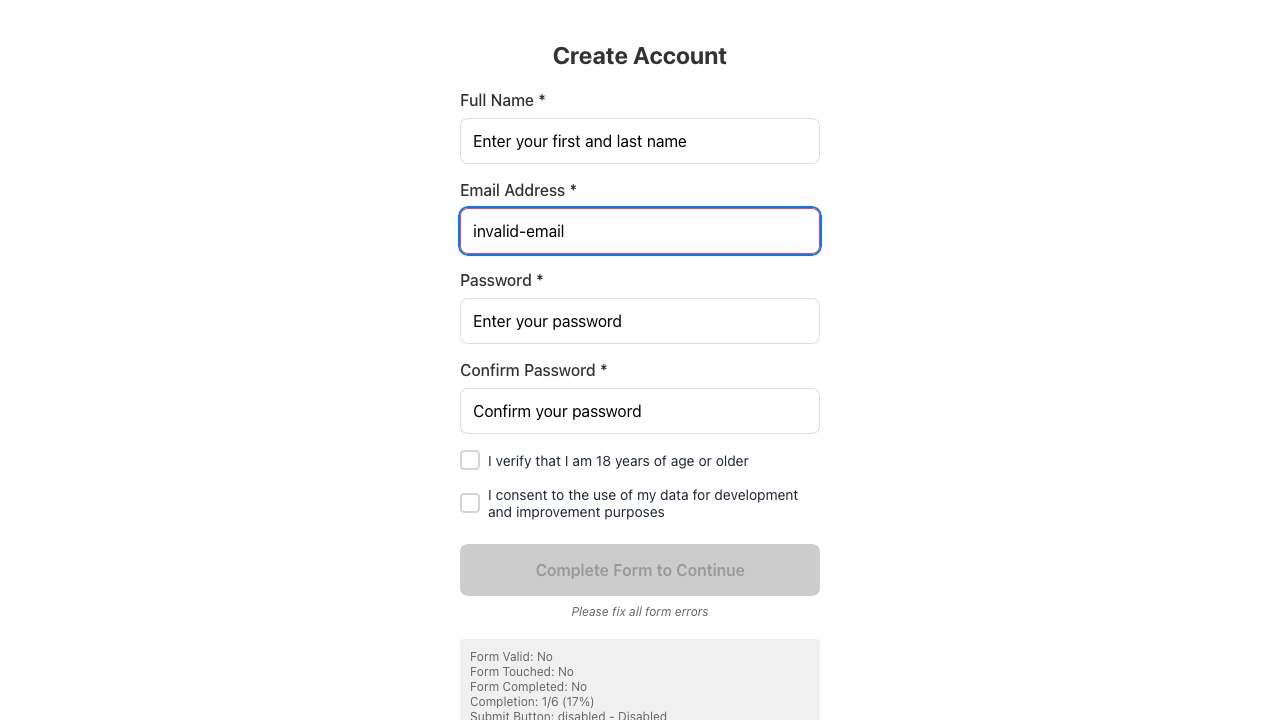 Create Account
Full Name *
Enter your first and last name
Email Address *
invalid-email
Password *
Enter your password
Confirm Password *
Confirm your password
I verify that I am 18 years of age or older
I consent to the use of my data for development
and improvement purposes
Complete Form to Continue
Please fix all form errors
Form Valid: No
Form Touched: No
Form Completed: No
Completion: 1/6 (17%)
Submit Button: disabled - Disabled